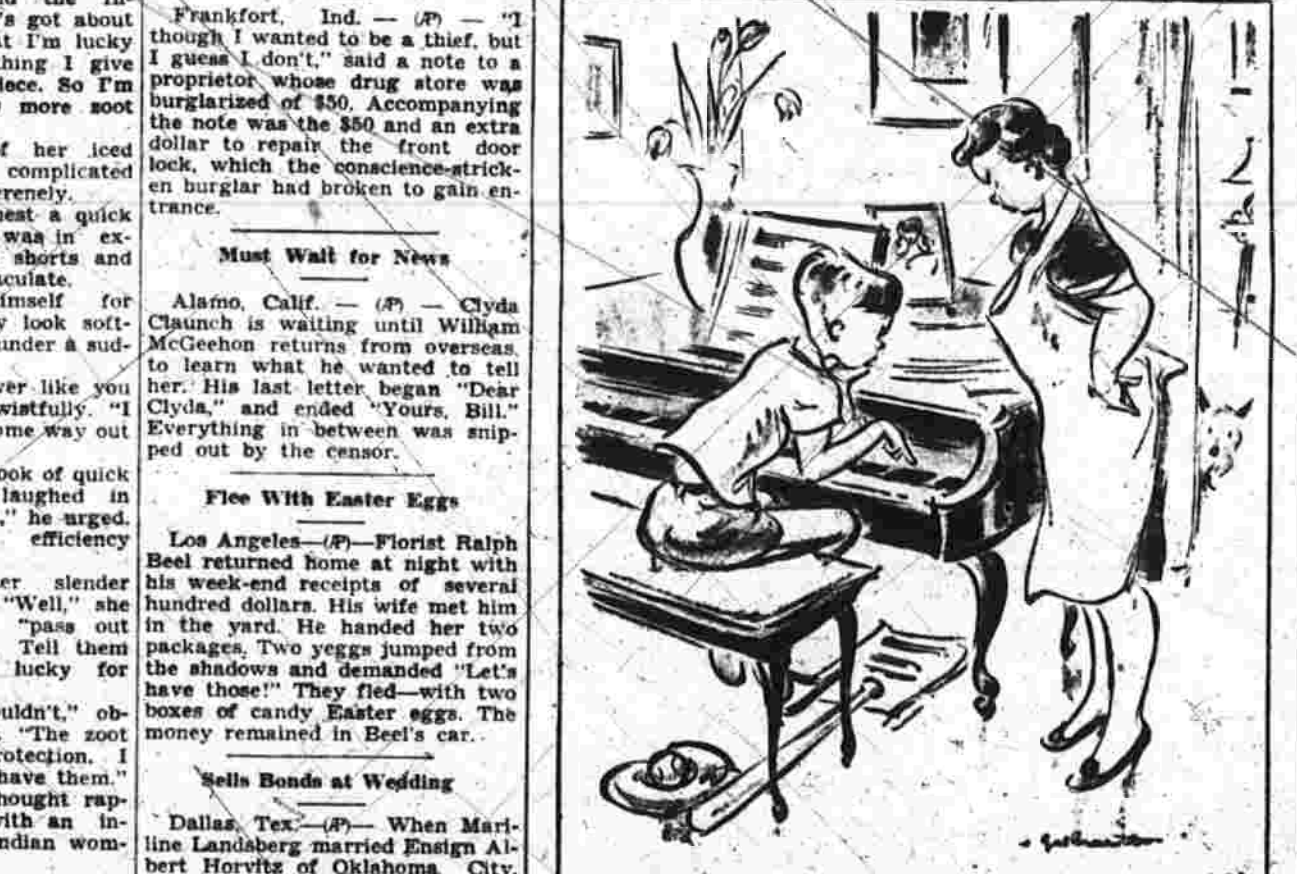 's got about
I'm lucky
thing I give
So I'm
more soot
her iced
complicated
a quick
was in ex-
shorts and
for
look soft-
under a sud-
like you
wistfully. "I
way out
of quick
laughed in
," he urged.
efficiency
slender
"Well," she
"pass out
Tell them
lucky for
ob-
"The zoot
I
have them."
rap-
an in-
wom-
Frankfort, Ind. — (AP) — "I
though I wanted to be a thief, but
I guess I don't," said a note to a
proprietor whose drug store was
burglarized of $50. Accompanying
the note was the $50 and an extra
dollar to repair the front door
lock, which the conscience-strick-
en burglar had broken to gain en-
trance.
Must Wait for News
Alamo, Calif. — (AP) — Clyda
Claunch is waiting until William
McGeehon returns from overseas
to learn what he wanted to tell
her. His last letter began "Dear
Clyda," and ended "Yours, Bill."
Everything in between was snip-
ped out by the censor.
Flee With Easter Eggs
Los Angeles—(AP)—Florist Ralph
Beel returned home at night with
his week-end receipts of several
hundred dollars. His wife met him
in the yard. He handed her two
packages. Two yeggs jumped from
the shadows and demanded "Let's
have those!" They fled—with two
boxes of candy Easter eggs. The
money remained in Beel's car.
Sells Bonds at Wedding
Dallas, Tex.—(AP)— When Mari-
line Landsberg married Ensign Al-
bert Horvitz of Oklahoma City,